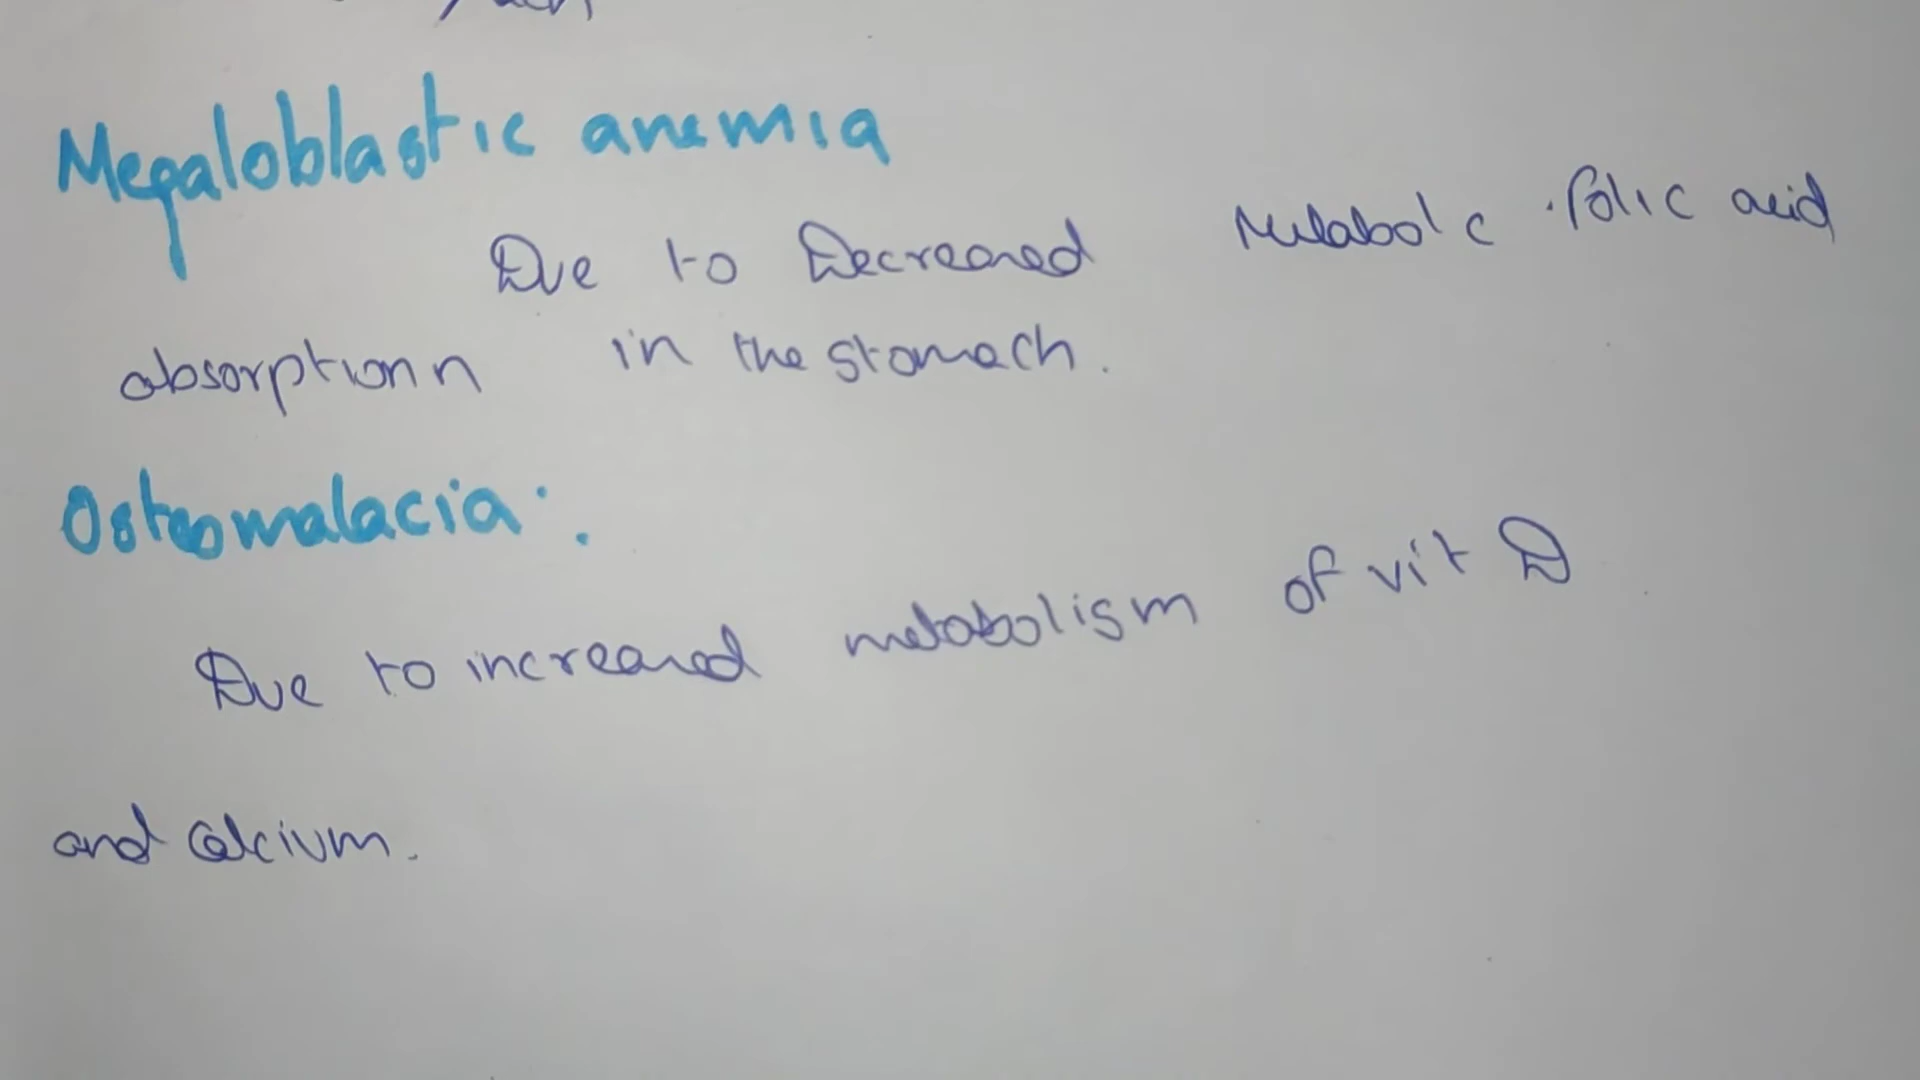 Megaloblastic anemia
Due to Decreased Metabolc folic acid
absorptionn in the stomach.
Osteomalacia:
Due to increased metabolism of vit D
and calcium.